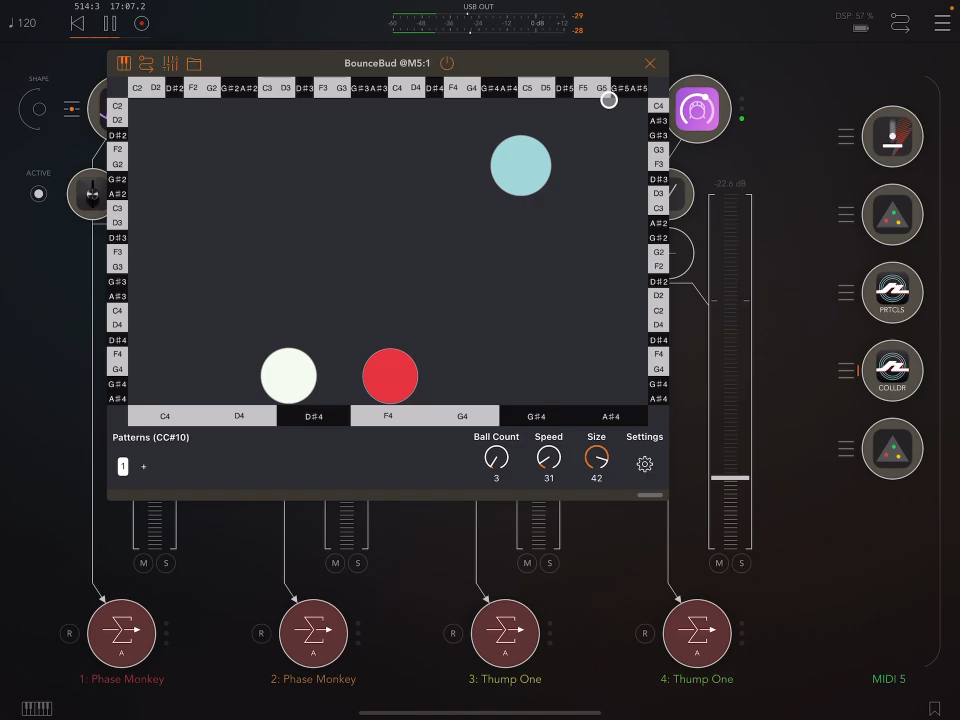 514:3 17:07.2
♩120
USB OUT
-60 -48 -36 -24 -12 -6 0 dB +12
-29
-28
DSP: 57 %
BounceBud @M5:1
SHAPE
ACTIVE
C2 D2 D#2 F2 G2 G#2 A#2 C3 D3 D#3 F3 G3 G#3 A#3 C4 D4 D#4 F4 G4 G#4 A#4 C5 D5 D#5 F5 G5 G#5 A#5
C2
D2
D#2
F2
G2
G#2
A#2
C3
D3
D#3
F3
G3
G#3
A#3
C4
D4
D#4
F4
G4
G#4
A#4
C4
A#3
G#3
G3
F3
D#3
D3
C3
A#2
G#2
G2
F2
D#2
D2
C2
D4
D#4
F4
G4
G#4
A#4
C4 D4 D#4 F4 G4 G#4 A#4
Patterns (CC#10)
1 +
Ball Count Speed Size Settings
3 31 42
-22.6 dB
PRTCLS
COLLDR
M S M S M S M S
R A R A R A R A
1: Phase Monkey
2: Phase Monkey
3: Thump One
4: Thump One
MIDI 5